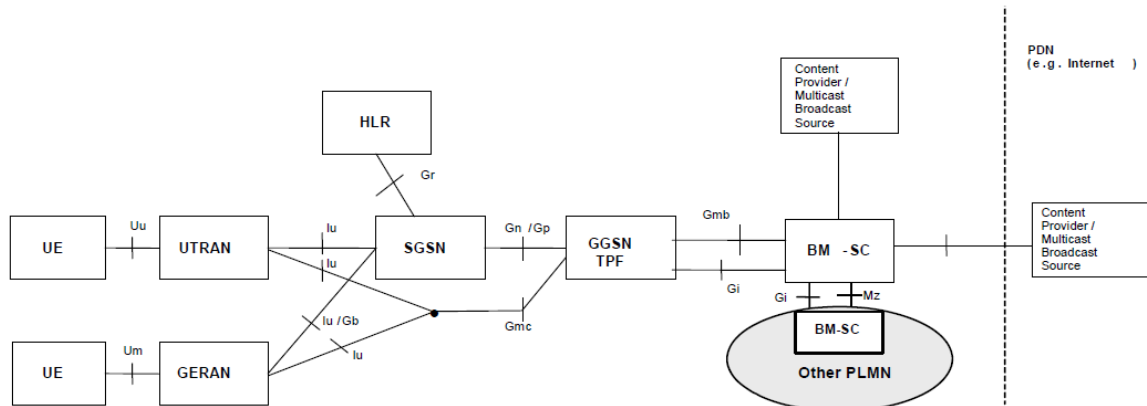 PDN
(e.g. Internet )
Content
Provider /
Multicast
Broadcast
Source
HLR
Gr
UE
Uu
UTRAN
Iu
Iu
SGSN
Gn /Gp
GGSN
TPF
Gmb
Gi
BM -SC
Content
Provider /
Multicast
Broadcast
Source
Gi
Mz
Iu /Gb
Gmc
BM-SC
Other PLMN
UE
Um
GERAN
Iu